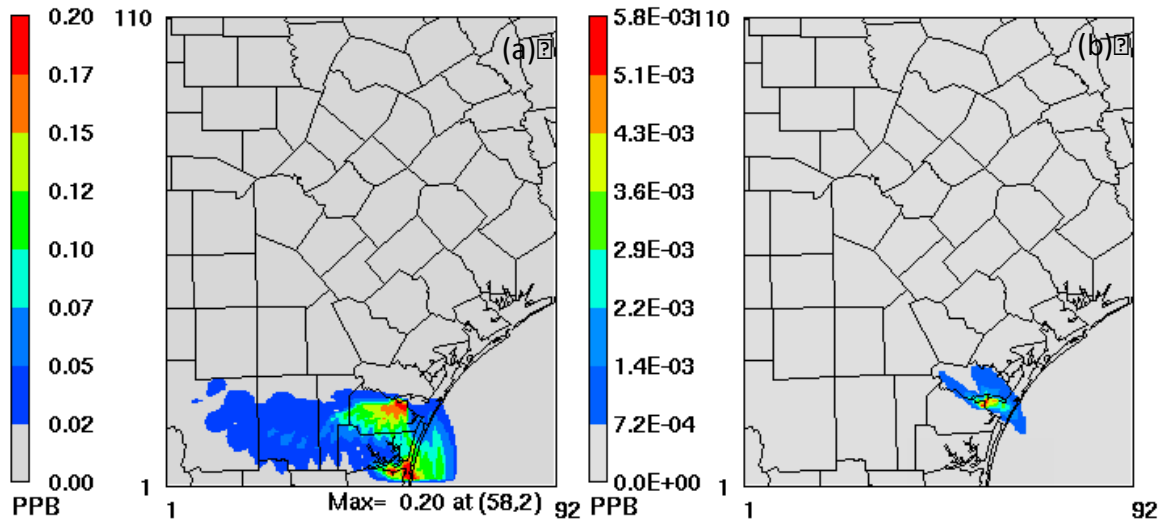 0.20
0.17
0.15
0.12
0.10
0.07
0.05
0.02
0.00
PPB
110
1
1
92
(a)
Max= 0.20 at (58,2)
5.8E-03
5.1E-03
4.3E-03
3.6E-03
2.9E-03
2.2E-03
1.4E-03
7.2E-04
0.0E+00
PPB
110
1
1
92
(b)